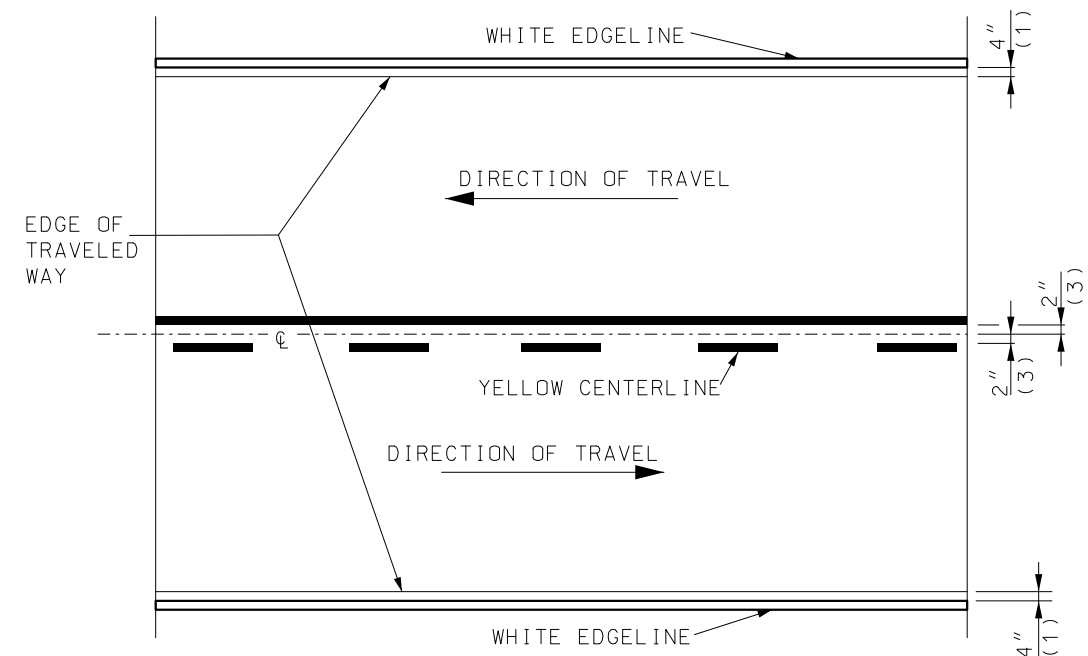 WHITE EDGELINE
4"
(1)
DIRECTION OF TRAVEL
EDGE OF
TRAVELED
WAY
2"
(3)
℄
2"
(3)
YELLOW CENTERLINE
DIRECTION OF TRAVEL
WHITE EDGELINE
4"
(1)